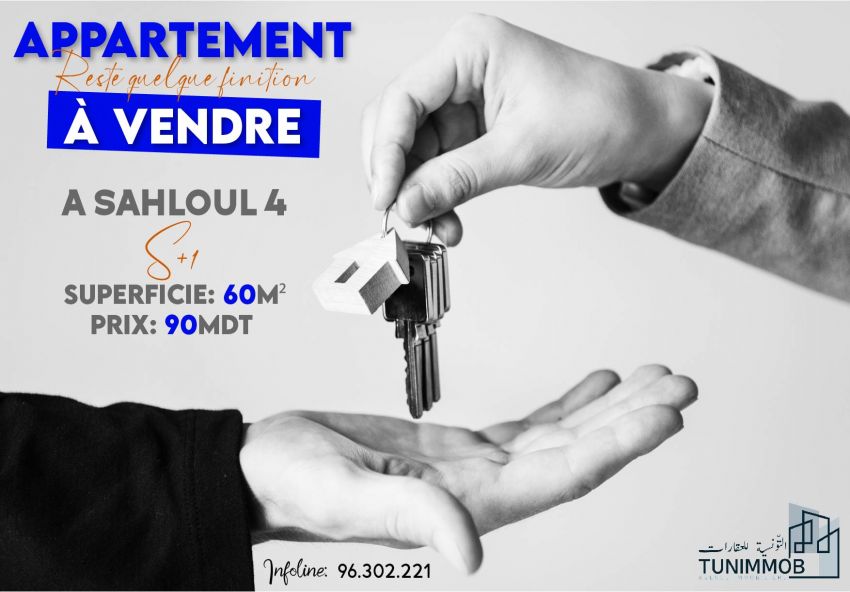 APPARTEMENT
Reste quelque finition
À VENDRE
A SAHLOUL 4
S+1
SUPERFICIE: 60M²
PRIX: 90MDT
Infoline: 96.302.221
التونسية للعقارات
TUNIMMOB